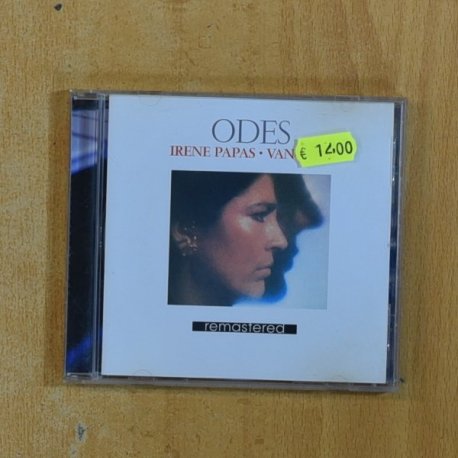 ODES
IRENE PAPAS · VAN
€ 14.00
remastered